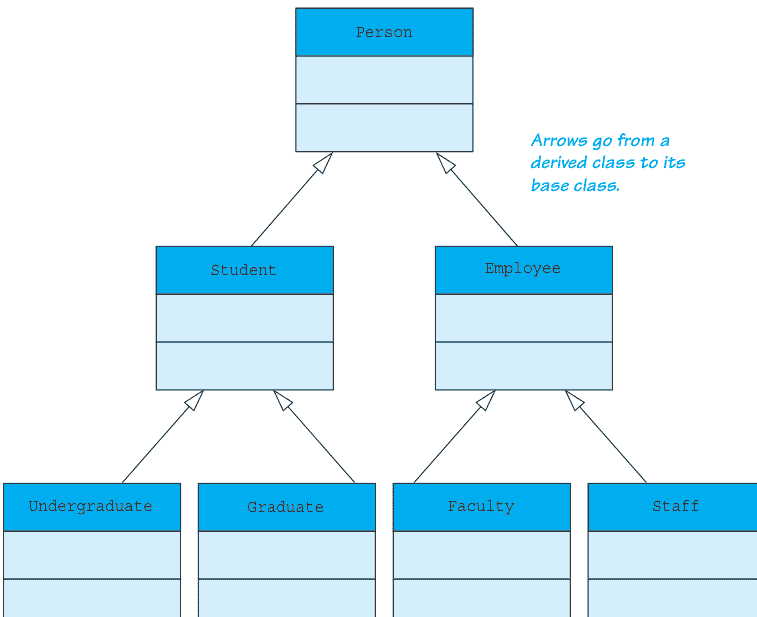 Person
Arrows go from a
derived class to its
base class.
Student
Employee
Undergraduate
Graduate
Faculty
Staff